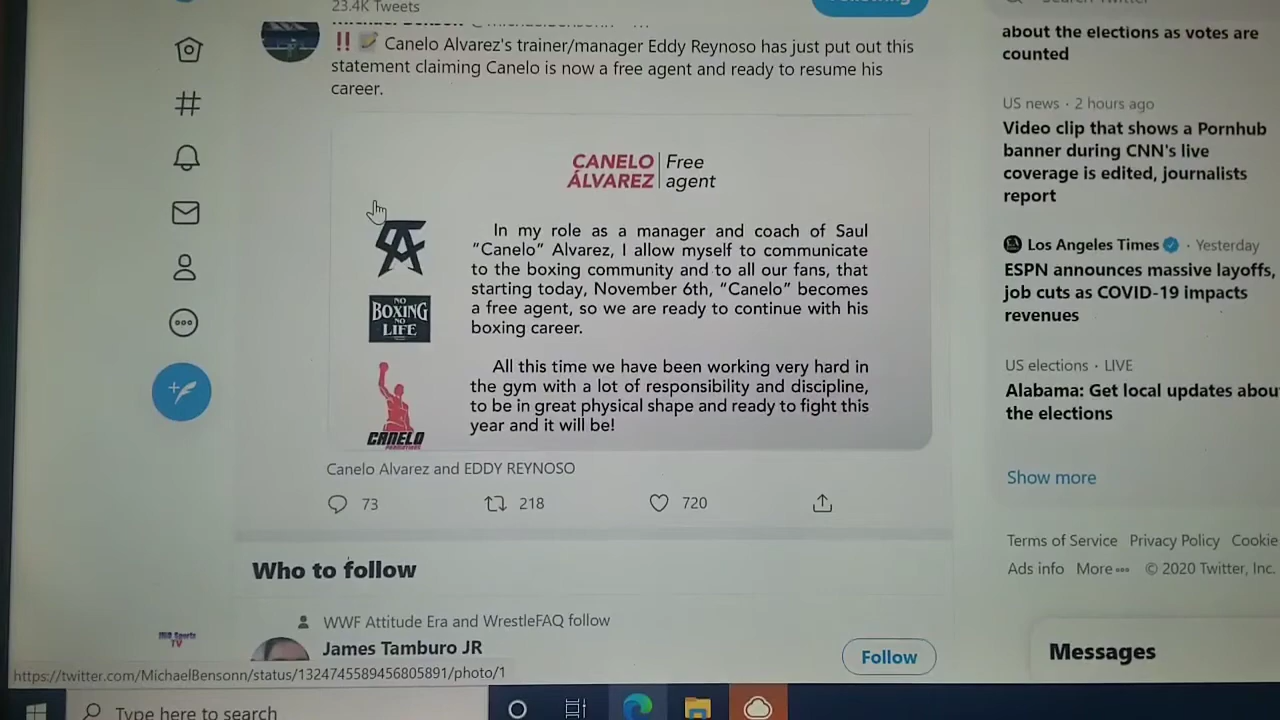 23.4K Tweets
Following
!! Canelo Alvarez's trainer/manager Eddy Reynoso has just put out this
statement claiming Canelo is now a free agent and ready to resume his
career.
CANELO
ÁLVAREZ
Free
agent
In my role as a manager and coach of Saul
"Canelo" Alvarez, I allow myself to communicate
to the boxing community and to all our fans, that
starting today, November 6th, "Canelo" becomes
a free agent, so we are ready to continue with his
boxing career.
All this time we have been working very hard in
the gym with a lot of responsibility and discipline,
to be in great physical shape and ready to fight this
year and it will be!
NO
BOXING
NO
LIFE
CANELO
PROMOTIONS
Canelo Alvarez and EDDY REYNOSO
73
218
720
Who to follow
WWF Attitude Era and WrestleFAQ follow
James Tamburo JR
Follow
about the elections as votes are
counted
US news · 2 hours ago
Video clip that shows a Pornhub
banner during CNN's live
coverage is edited, journalists
report
Los Angeles Times · Yesterday
ESPN announces massive layoffs,
job cuts as COVID-19 impacts
revenues
US elections · LIVE
Alabama: Get local updates about
the elections
Show more
Terms of Service Privacy Policy Cookie
Ads info More © 2020 Twitter, Inc.
Messages
TV
https://twitter.com/MichaelBensonn/status/1324745589456805891/photo/1
Type here to search